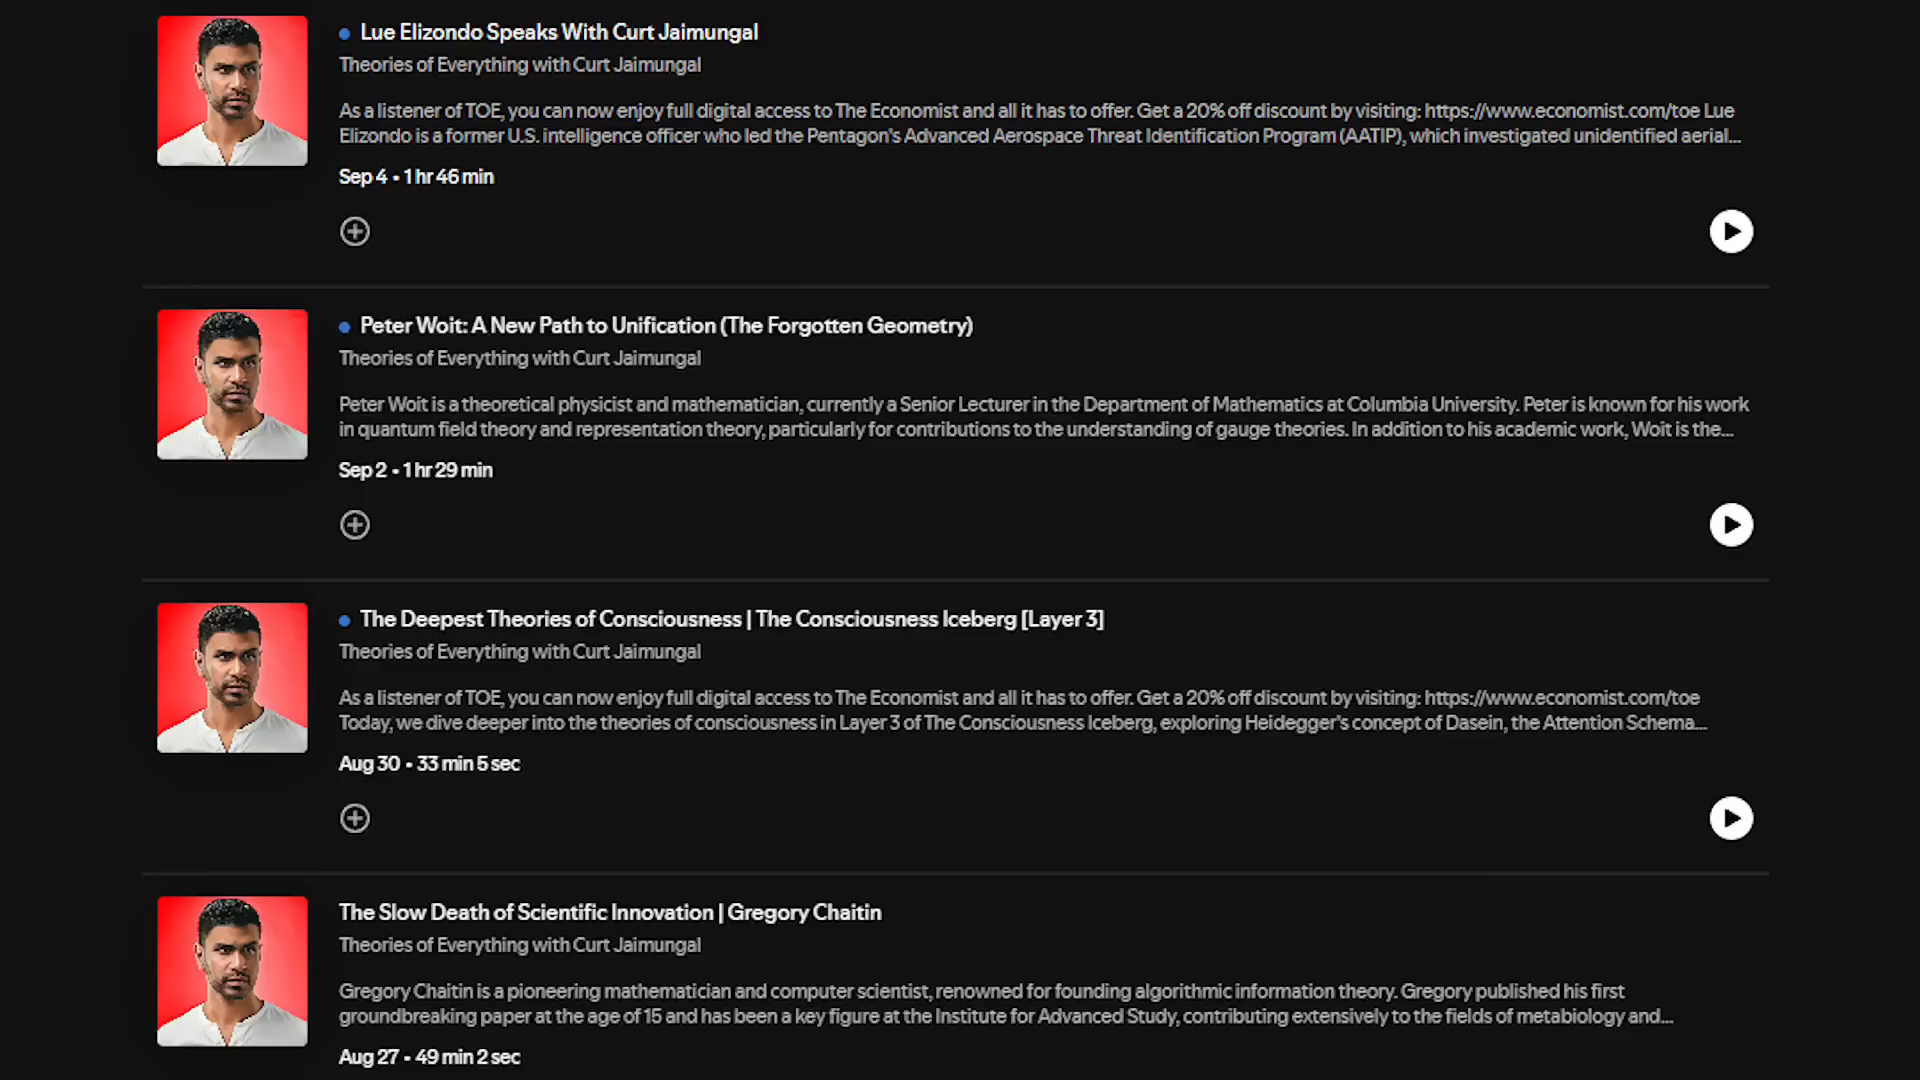 Lue Elizondo Speaks With Curt Jaimungal
Theories of Everything with Curt Jaimungal
As a listener of TOE, you can now enjoy full digital access to The Economist and all it has to offer. Get a 20% off discount by visiting: https://www.economist.com/toe Lue
Elizondo is a former U.S. intelligence officer who led the Pentagon's Advanced Aerospace Threat Identification Program (AATIP), which investigated unidentified aerial...
Sep 4 • 1 hr 46 min
Peter Woit: A New Path to Unification (The Forgotten Geometry)
Theories of Everything with Curt Jaimungal
Peter Woit is a theoretical physicist and mathematician, currently a Senior Lecturer in the Department of Mathematics at Columbia University. Peter is known for his work
in quantum field theory and representation theory, particularly for contributions to the understanding of gauge theories. In addition to his academic work, Woit is the...
Sep 2 • 1 hr 29 min
The Deepest Theories of Consciousness | The Consciousness Iceberg [Layer 3]
Theories of Everything with Curt Jaimungal
As a listener of TOE, you can now enjoy full digital access to The Economist and all it has to offer. Get a 20% off discount by visiting: https://www.economist.com/toe
Today, we dive deeper into the theories of consciousness in Layer 3 of The Consciousness Iceberg, exploring Heidegger's concept of Dasein, the Attention Schema...
Aug 30 • 33 min 5 sec
The Slow Death of Scientific Innovation | Gregory Chaitin
Theories of Everything with Curt Jaimungal
Gregory Chaitin is a pioneering mathematician and computer scientist, renowned for founding algorithmic information theory. Gregory published his first
groundbreaking paper at the age of 15 and has been a key figure at the Institute for Advanced Study, contributing extensively to the fields of metabiology and...
Aug 27 • 49 min 2 sec